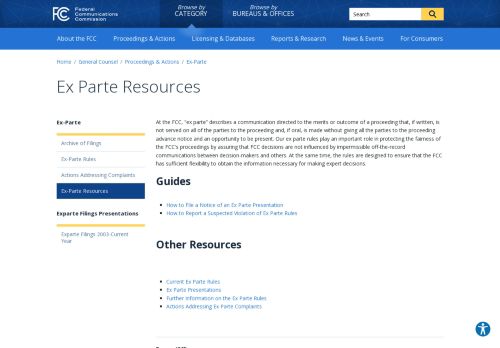 FCC Federal Communications Commission
Browse by CATEGORY
Browse by BUREAUS & OFFICES
Search
About the FCC
Proceedings & Actions
Licensing & Databases
Reports & Research
News & Events
For Consumers
Home / General Counsel / Proceedings & Actions / Ex-Parte
Ex Parte Resources
Ex-Parte
Archive of Filings
Ex-Parte Rules
Actions Addressing Complaints
Ex-Parte Resources
Exparte Filings Presentations
Exparte Filings 2003-Current Year
At the FCC, "ex parte" describes a communication directed to the merits or outcome of a proceeding that, if written, is
not served on all of the parties to the proceeding and, if oral, is made without giving all the parties to the proceeding
advance notice and an opportunity to be present. Our ex parte rules play an important role in protecting the fairness of
the FCC's proceedings by assuring that FCC decisions are not influenced by impermissible off-the-record
communications between decision-makers and others. At the same time, the rules are designed to ensure that the FCC
has sufficient flexibility to obtain the information necessary for making expert decisions.
Guides
How to File a Notice of an Ex Parte Presentation
How to Report a Suspected Violation of Ex Parte Rules
Other Resources
Current Ex Parte Rules
Ex Parte Presentations
Further Information on the Ex Parte Rules
Actions Addressing Ex Parte Complaints